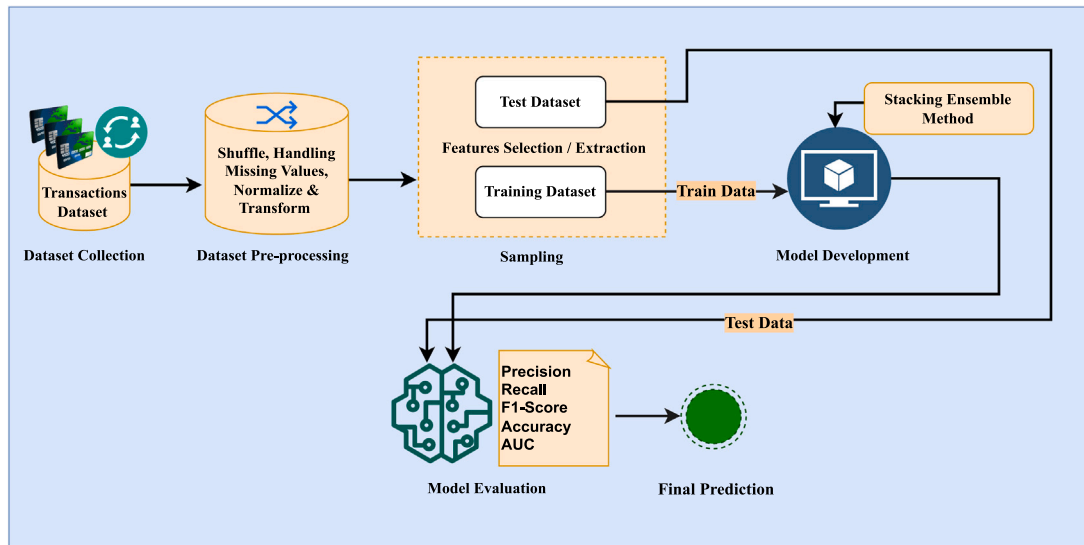 Transactions
Dataset
Dataset Collection
Shuffle, Handling
Missing Values,
Normalize &
Transform
Dataset Pre-processing
Test Dataset
Features Selection / Extraction
Training Dataset
Sampling
Train Data
Stacking Ensemble
Method
Model Development
Test Data
Precision
Recall
F1-Score
Accuracy
AUC
Model Evaluation
Final Prediction